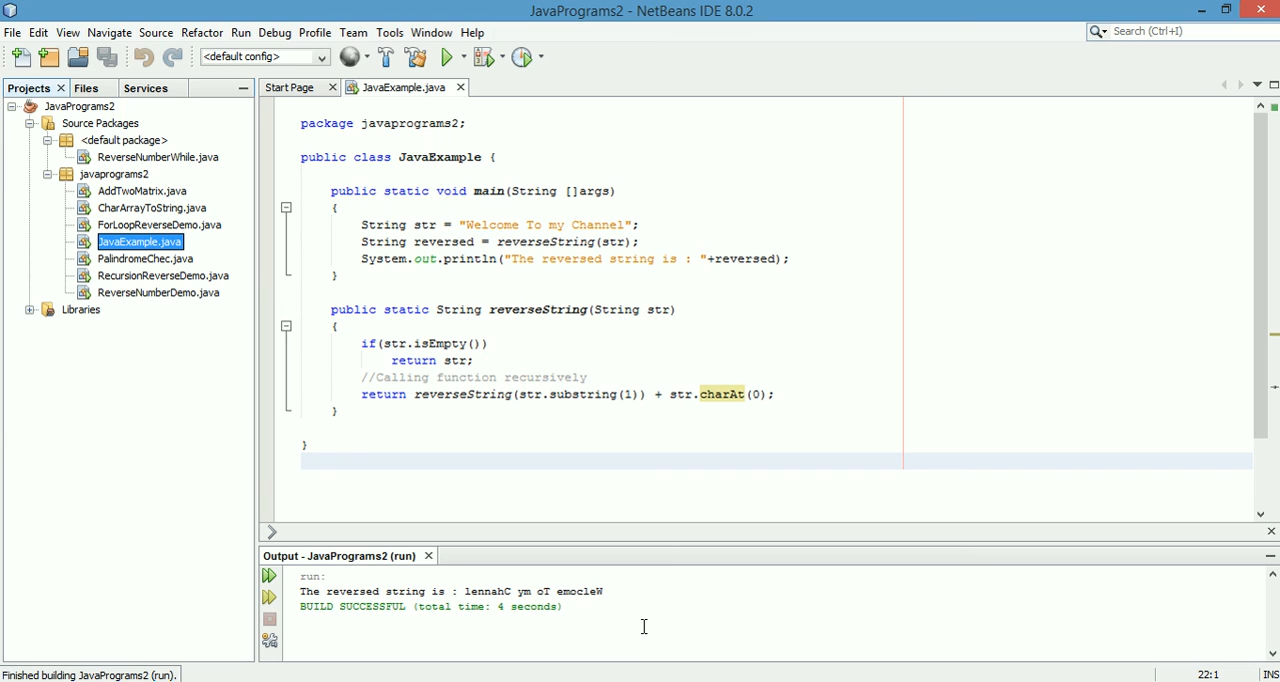 JavaPrograms2 - NetBeans IDE 8.0.2
File Edit View Navigate Source Refactor Run Debug Profile Team Tools Window Help
Search (Ctrl+I)
<default config>
Projects Files Services
Start Page JavaExample.java
JavaPrograms2
Source Packages
<default package>
ReverseNumberWhile.java
javaprograms2
AddTwoMatrix.java
CharArrayToString.java
ForLoopReverseDemo.java
JavaExample.java
PalindromeChec.java
RecursionReverseDemo.java
ReverseNumberDemo.java
Libraries
package javaprograms2;
public class JavaExample {
public static void main(String []args)
{
String str = "Welcome To my Channel";
String reversed = reverseString(str);
System.out.println("The reversed string is : "+reversed);
}
public static String reverseString(String str)
{
if(str.isEmpty())
return str;
//Calling function recursively
return reverseString(str.substring(1)) + str.charAt(0);
}
}
Output - JavaPrograms2 (run)
run:
The reversed string is : lennahC ym oT emocleW
BUILD SUCCESSFUL (total time: 4 seconds)
Finished building JavaPrograms2 (run).
22:1
INS